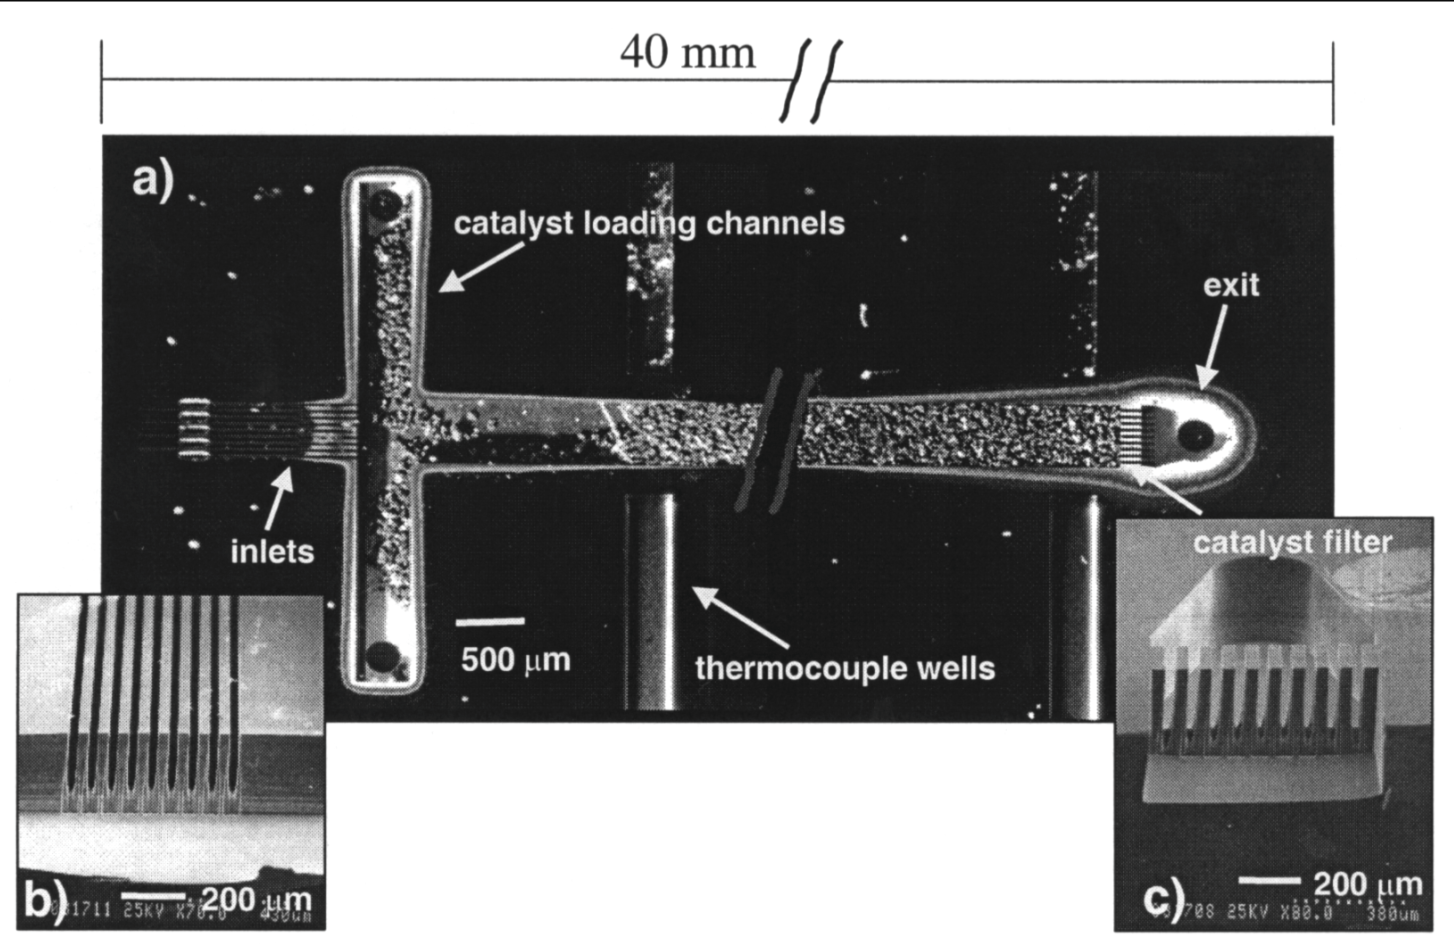 40 mm
a)
catalyst loading channels
exit
inlets
catalyst filter
500 μm
thermocouple wells
b)
200 μm
25KV X70.0 430um
c)
200 μm
708 25KV X80.0 380um